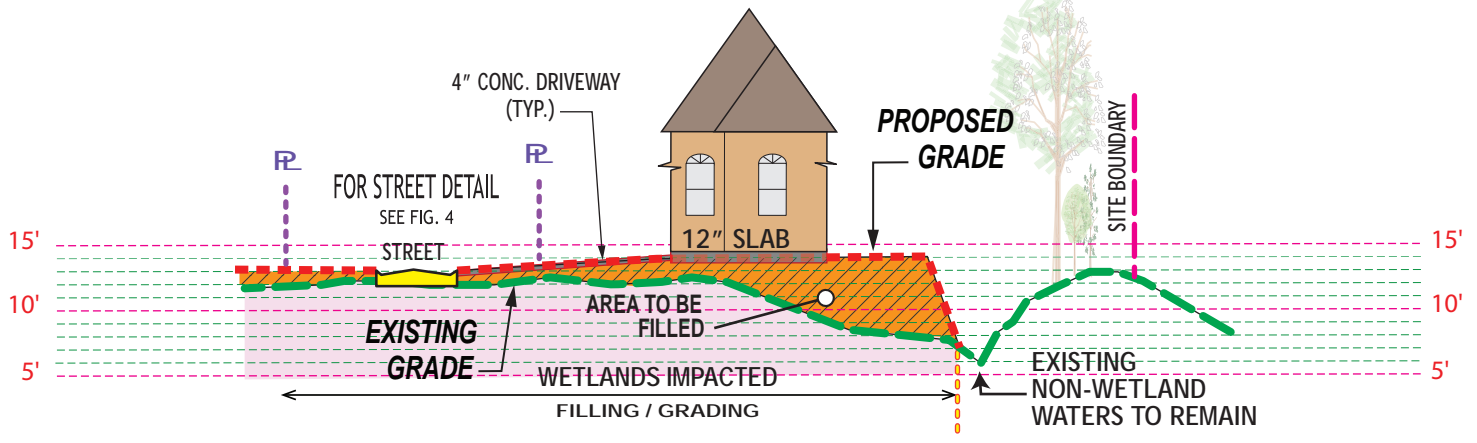 4" CONC. DRIVEWAY
(TYP.)
PROPOSED
GRADE
PL
PL
FOR STREET DETAIL
SEE FIG. 4
STREET
SITE BOUNDARY
12" SLAB
15'
15'
10'
10'
AREA TO BE
FILLED
EXISTING
GRADE
5'
5'
WETLANDS IMPACTED
FILLING / GRADING
EXISTING
NON-WETLAND
WATERS TO REMAIN